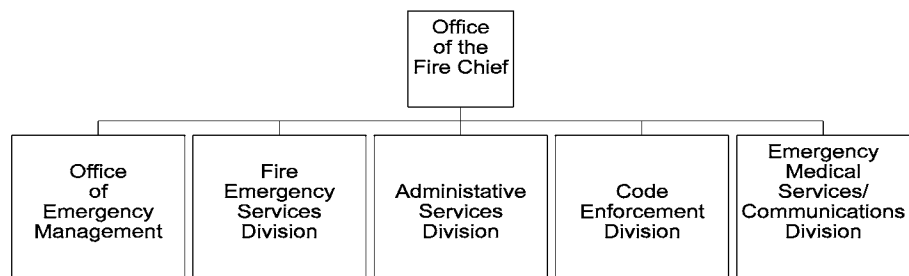 Office
of the
Fire Chief
Office
of
Emergency
Management
Fire
Emergency
Services
Division
Administative
Services
Division
Code
Enforcement
Division
Emergency
Medical
Services/
Communications
Division